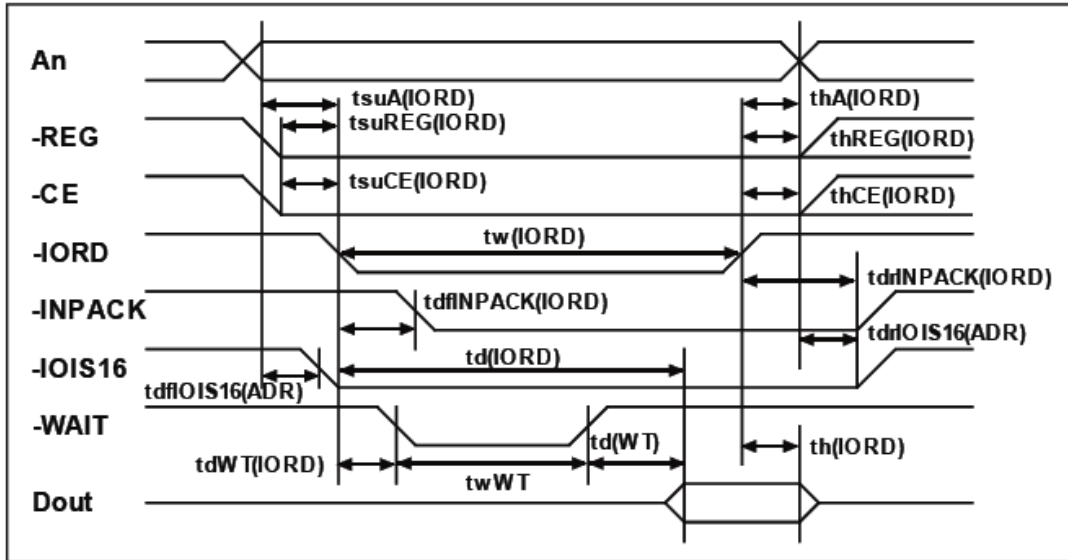 An
tsuA(IORD)
thA(IORD)
-REG
tsuREG(IORD)
thREG(IORD)
-CE
tsuCE(IORD)
thCE(IORD)
-IORD
tw(IORD)
-INPACK
tdfINPACK(IORD)
tdrINPACK(IORD)
-IOIS16
td(IORD)
tdrIOIS16(ADR)
tdfIOIS16(ADR)
-WAIT
tdWT(IORD)
twWT
td(WT)
th(IORD)
Dout